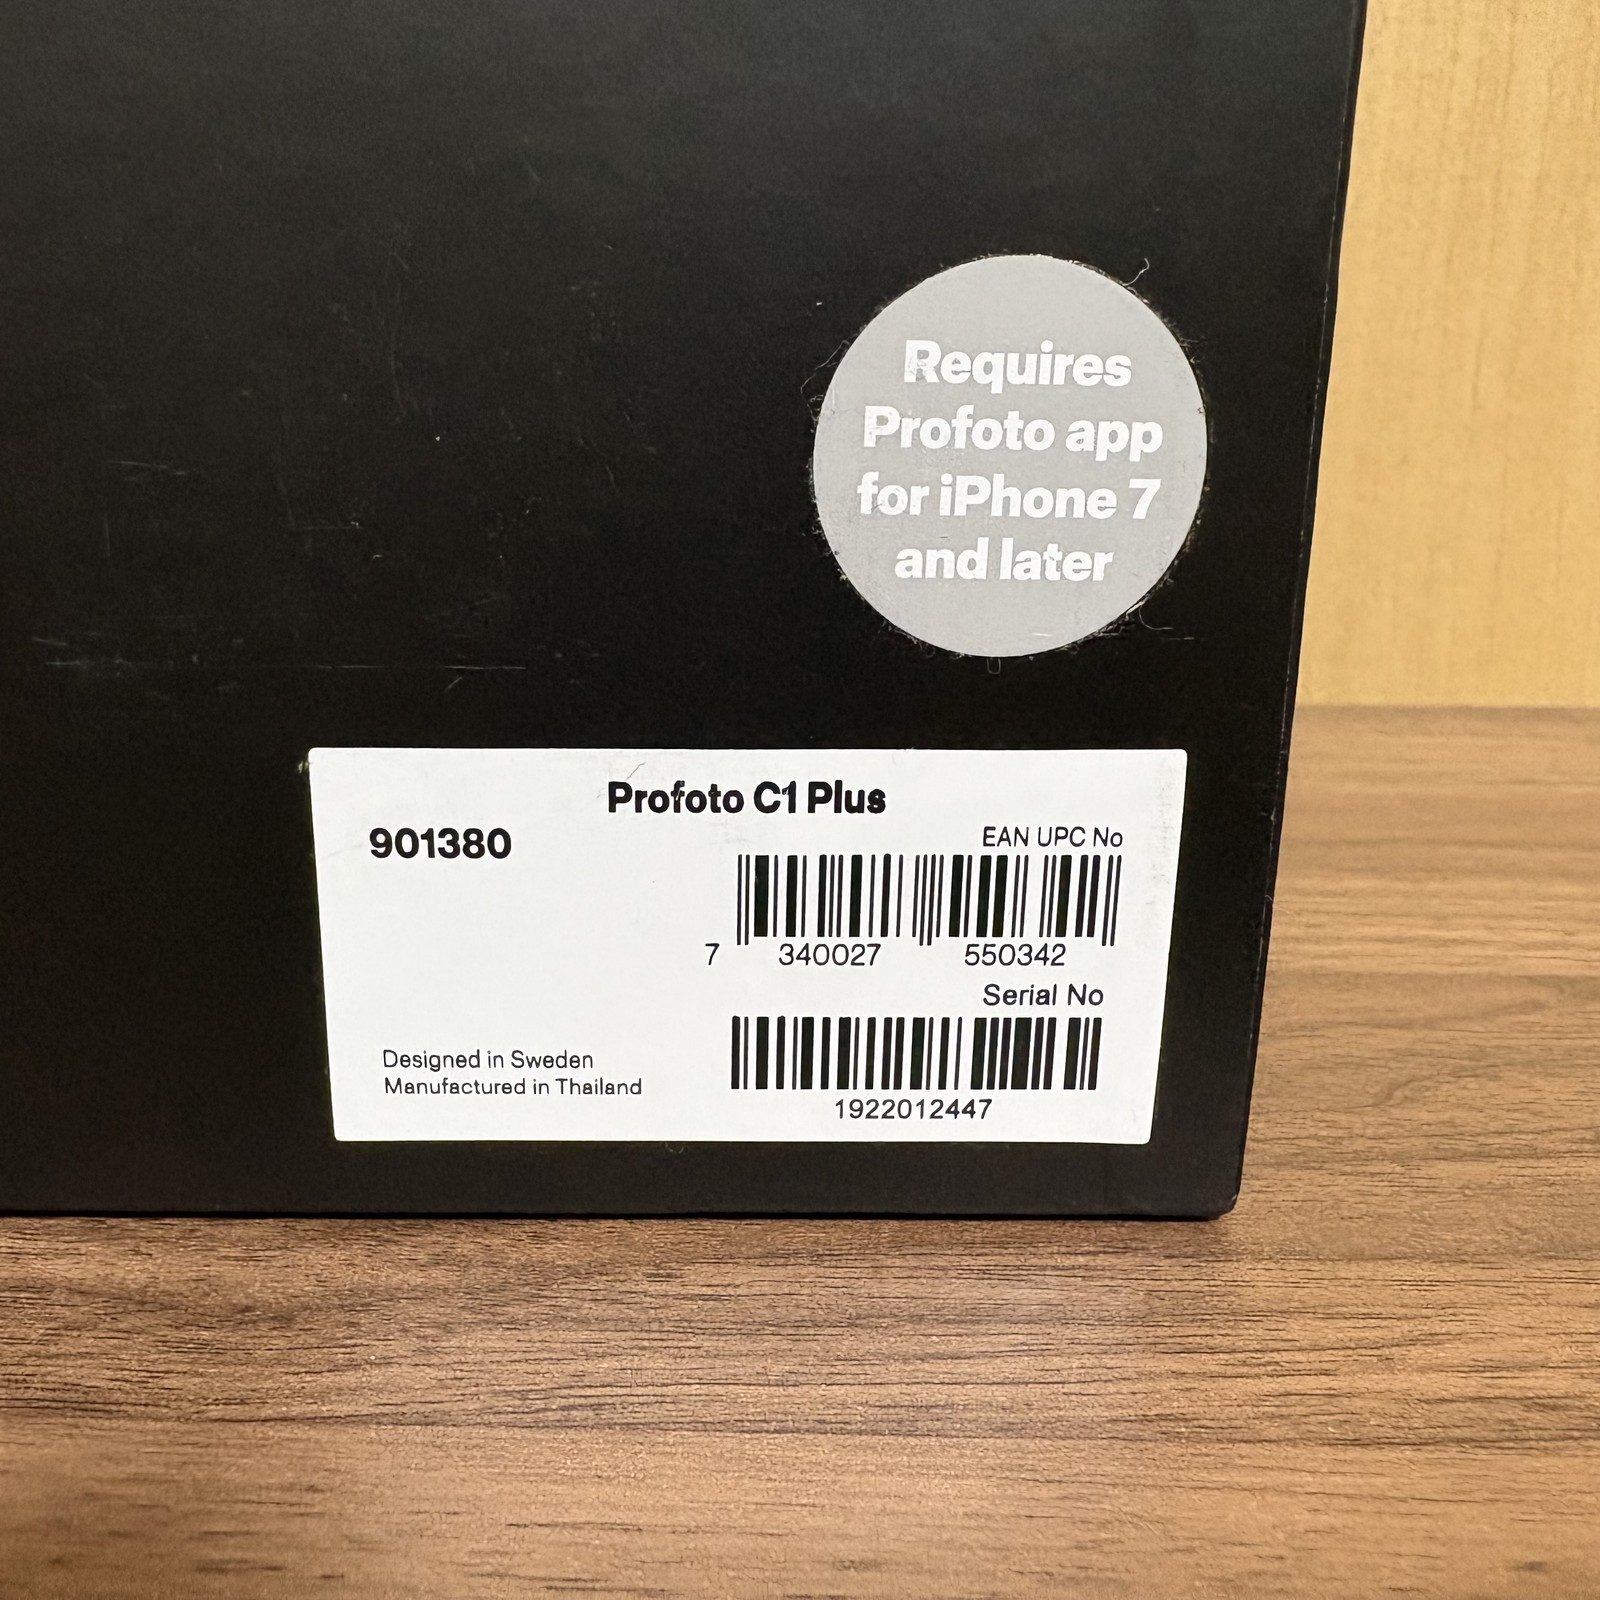 Requires
Profoto app
for iPhone 7
and later
Profoto C1 Plus
901380
EAN UPC No
7 340027 550342
Serial No
Designed in Sweden
Manufactured in Thailand
1922012447